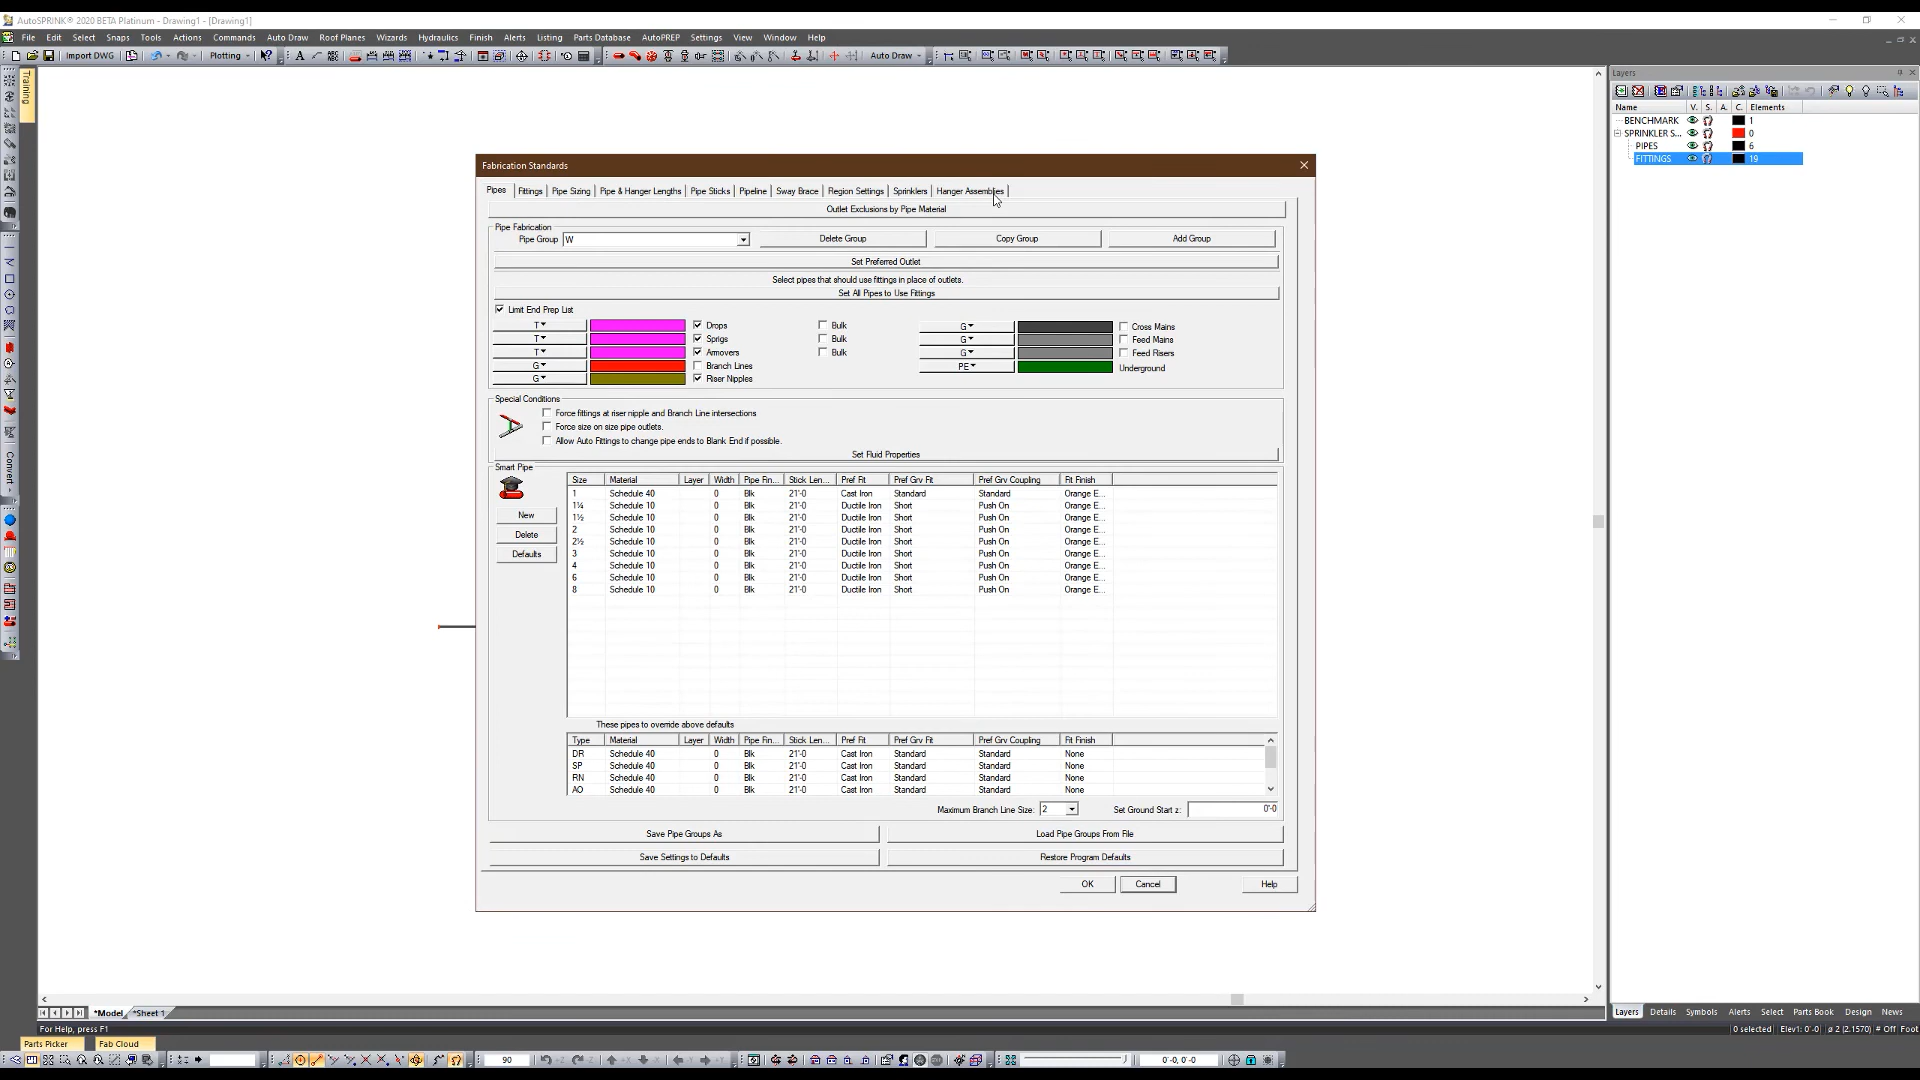 AutoSPRINK® 2020 BETA Platinum - Drawing1 - [Drawing1]
File Edit Select Snaps Tools Actions Commands Auto Draw Roof Planes Wizards Hydraulics Finish Alerts Listing Parts Database AutoPREP Settings View Window Help
Import DWG Plotting Auto Draw
Training
Convert
Layers
Name V. S. A. C. Elements
BENCHMARK 1
SPRINKLER S... 0
PIPES 6
FITTINGS 19
Fabrication Standards
Pipes Fittings Pipe Sizing Pipe & Hanger Lengths Pipe Sticks Pipeline Sway Brace Region Settings Sprinklers Hanger Assemblies
Outlet Exclusions by Pipe Material
Pipe Fabrication
Pipe Group W Delete Group Copy Group Add Group
Set Preferred Outlet
Select pipes that should use fittings in place of outlets.
Set All Pipes to Use Fittings
Limit End Prep List
T Drops Bulk G Cross Mains
T Sprigs Bulk G Feed Mains
T Armovers Bulk G Feed Risers
G Branch Lines PE Underground
G Riser Nipples
Special Conditions
Force fittings at riser nipple and Branch Line intersections
Force size on size pipe outlets.
Allow Auto Fittings to change pipe ends to Blank End if possible.
Set Fluid Properties
Smart Pipe
New
Delete
Defaults
Size Material Layer Width Pipe Fin... Stick Len... Pref Fit Pref Grv Fit Pref Grv Coupling Fit Finish
1 Schedule 40 0 Blk 21'-0 Cast Iron Standard Standard Orange E...
1¼ Schedule 10 0 Blk 21'-0 Ductile Iron Short Push On Orange E...
1½ Schedule 10 0 Blk 21'-0 Ductile Iron Short Push On Orange E...
2 Schedule 10 0 Blk 21'-0 Ductile Iron Short Push On Orange E...
2½ Schedule 10 0 Blk 21'-0 Ductile Iron Short Push On Orange E...
3 Schedule 10 0 Blk 21'-0 Ductile Iron Short Push On Orange E...
4 Schedule 10 0 Blk 21'-0 Ductile Iron Short Push On Orange E...
6 Schedule 10 0 Blk 21'-0 Ductile Iron Short Push On Orange E...
8 Schedule 10 0 Blk 21'-0 Ductile Iron Short Push On Orange E...
These pipes to override above defaults
Type Material Layer Width Pipe Fin... Stick Len... Pref Fit Pref Grv Fit Pref Grv Coupling Fit Finish
DR Schedule 40 0 Blk 21'-0 Cast Iron Standard Standard None
SP Schedule 40 0 Blk 21'-0 Cast Iron Standard Standard None
RN Schedule 40 0 Blk 21'-0 Cast Iron Standard Standard None
AO Schedule 40 0 Blk 21'-0 Cast Iron Standard Standard None
Maximum Branch Line Size: 2 Set Ground Start z: 0'-0
Save Pipe Groups As Load Pipe Groups From File
Save Settings to Defaults Restore Program Defaults
OK Cancel Help
*Model *Sheet 1
Layers Details Symbols Alerts Select Parts Book Design News
For Help, press F1
0 selected Elev1: 0'-0 ø 2 (2.1570) # Off Foot
Parts Picker Fab Cloud
90
0'-0, 0'-0